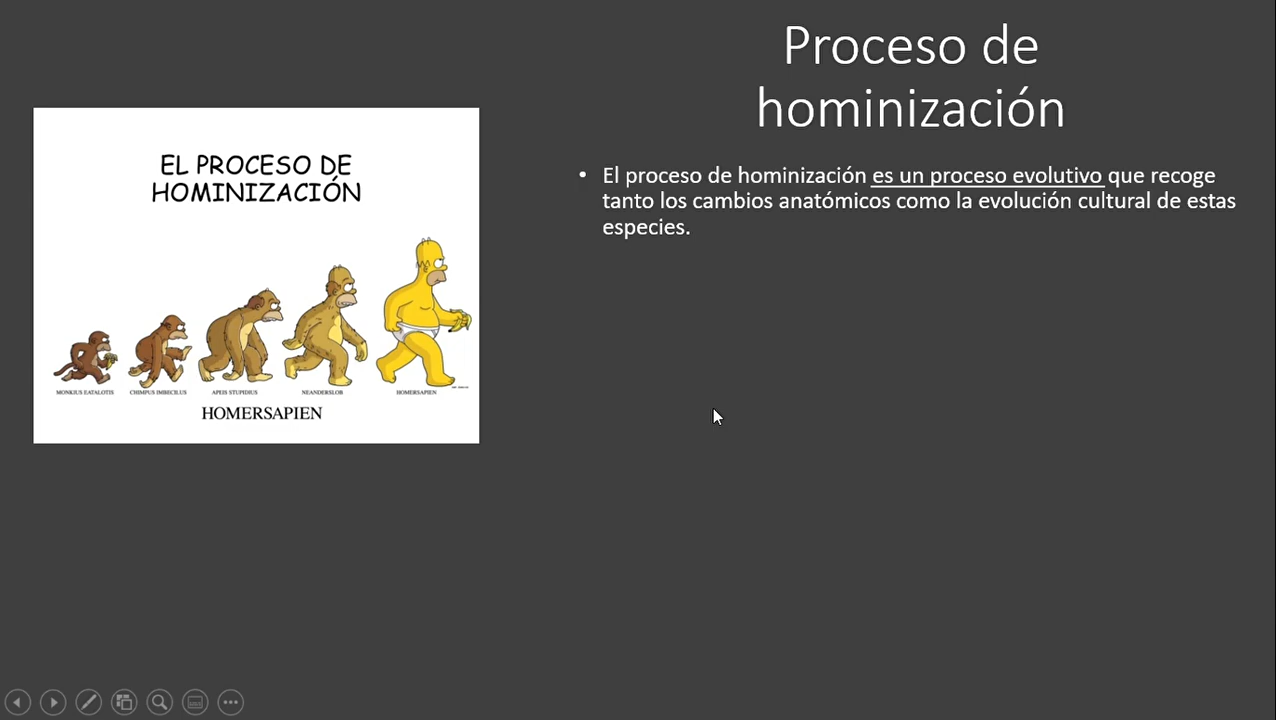 Proceso de
hominización
EL PROCESO DE
HOMINIZACIÓN
MONKIUS EATALOTIS CHIMPUS IMBECILUS APEIS STUPIDIUS NEANDERSLOB HOMERSAPIEN
HOMERSAPIEN
• El proceso de hominización es un proceso evolutivo que recoge
tanto los cambios anatómicos como la evolución cultural de estas
especies.